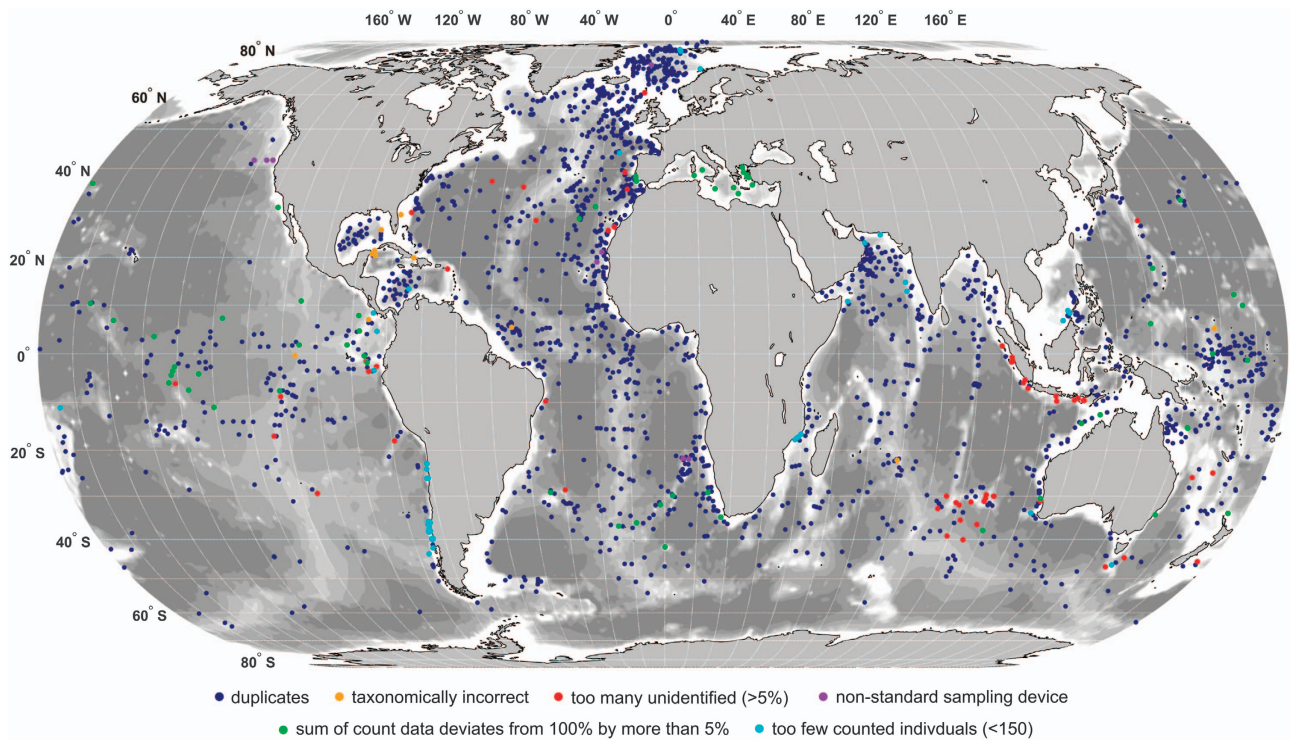 160° W 120° W 80° W 40° W 0° 40° E 80° E 120° E 160° E
80° N
60° N
40° N
20° N
0°
20° S
40° S
60° S
80° S
duplicates taxonomically incorrect too many unidentified (>5%) non-standard sampling device
sum of count data deviates from 100% by more than 5% too few counted indivduals (<150)